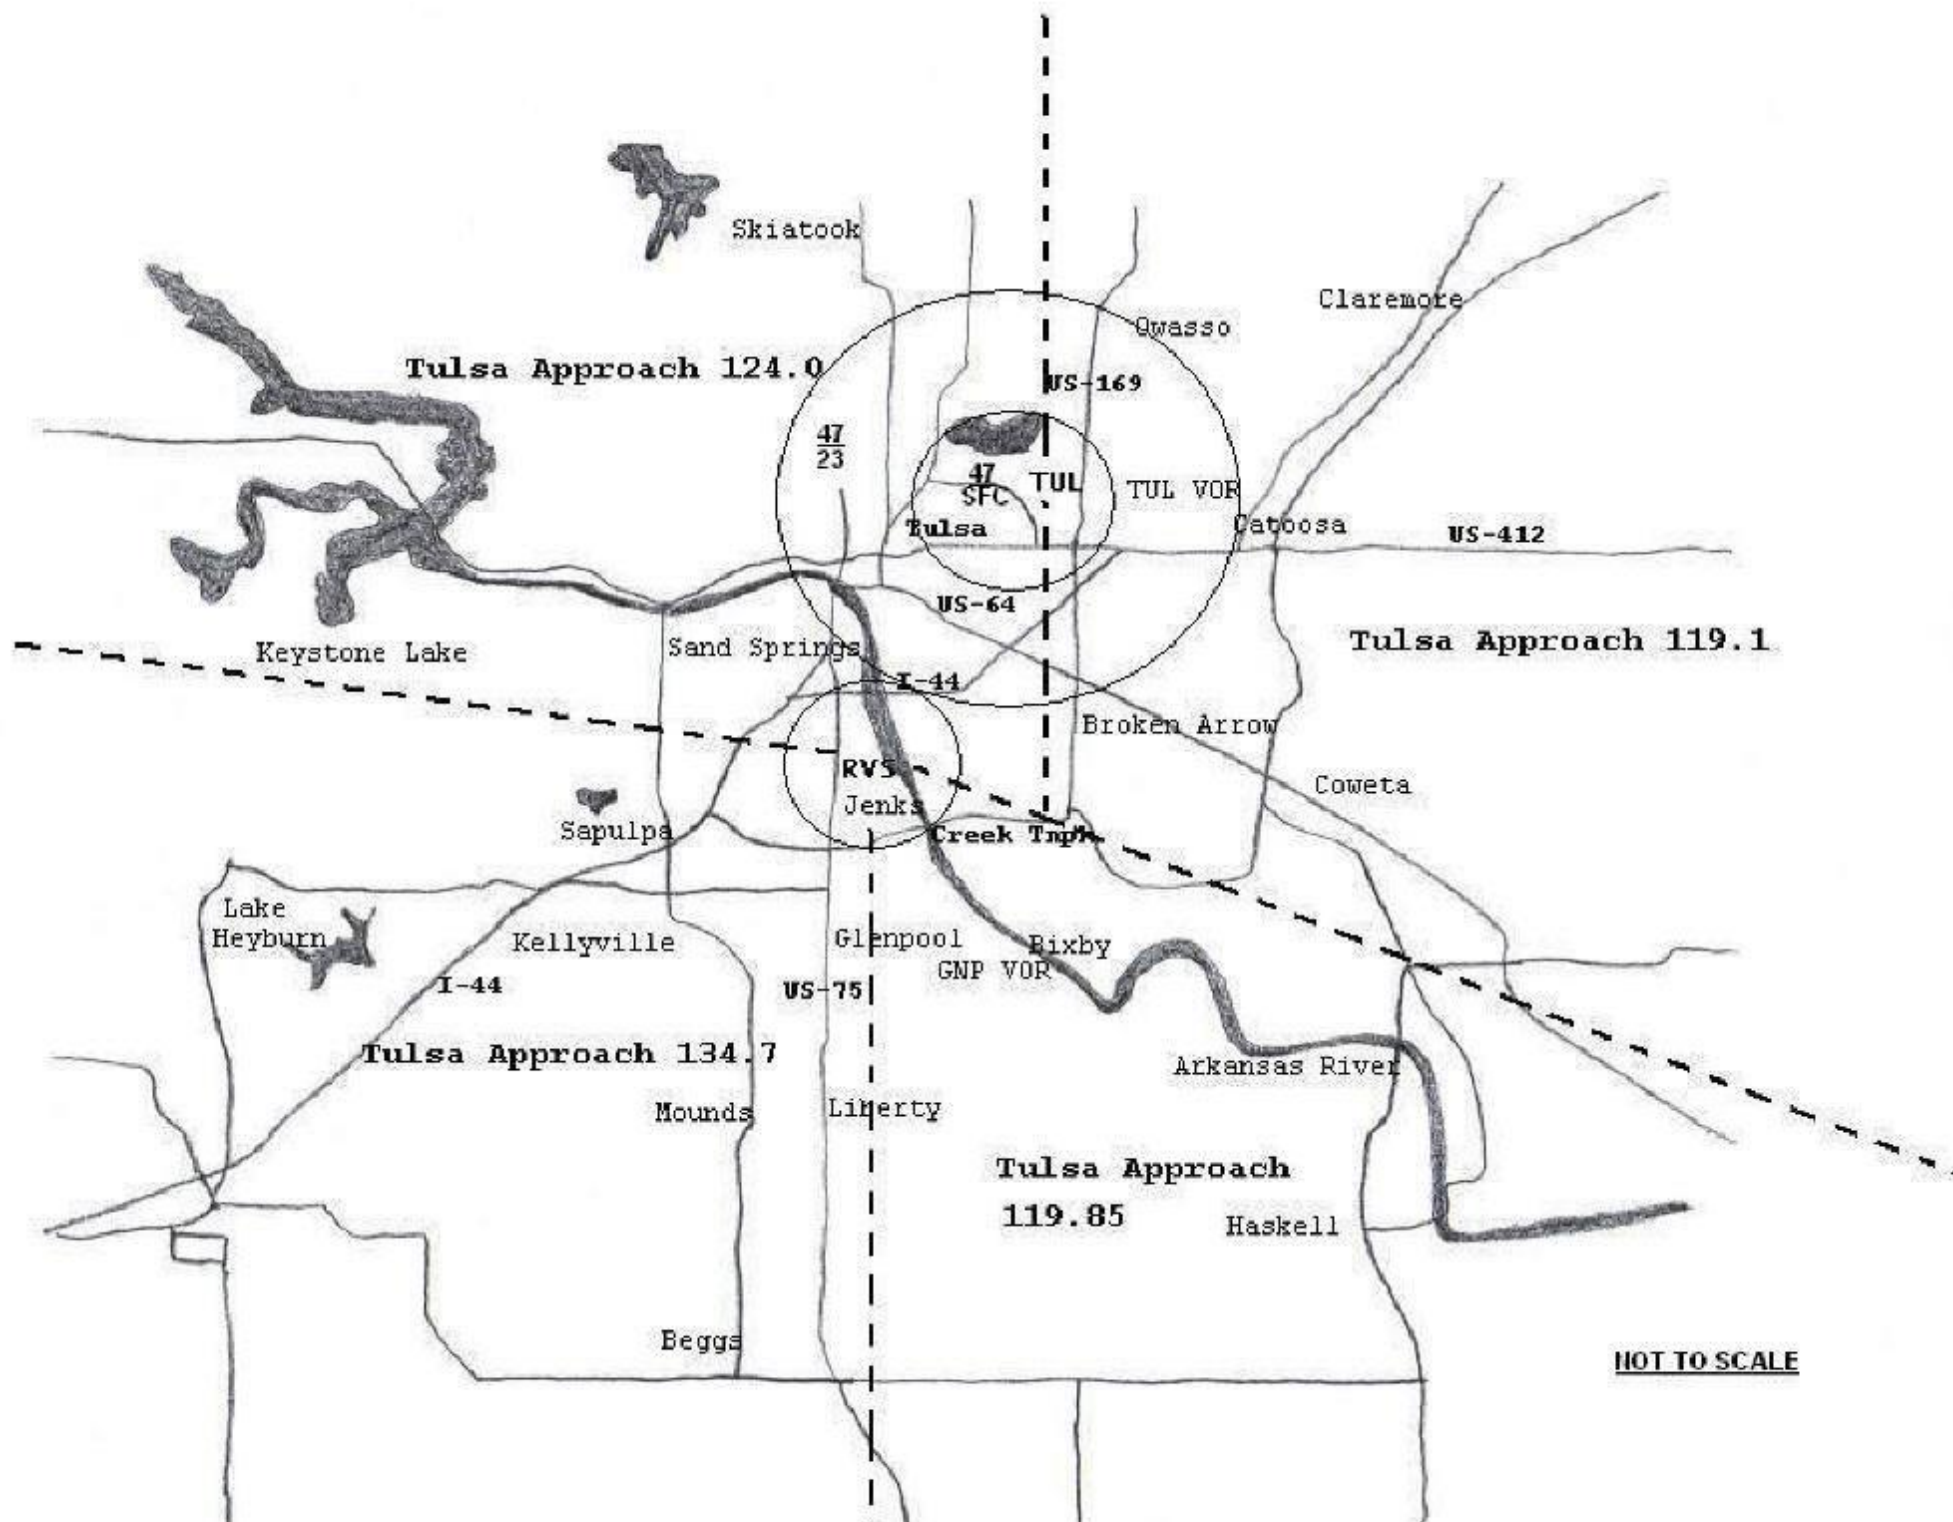 Skiatook
Claremore
Owasso
Tulsa Approach 124.0
US-169
47
23
47
SFC
TUL
TUL VOR
Tulsa
Catoosa
US-412
US-64
Sand Springs
Keystone Lake
Tulsa Approach 119.1
I-44
Broken Arrow
RVS
Jenks
Coweta
Sapulpa
Creek Tnpk
Lake
Heyburn
Kellyville
Glenpool
Bixby
GNP VOR
I-44
US-75
Tulsa Approach 134.7
Arkansas River
Mounds
Liberty
Tulsa Approach
119.85
Haskell
Beggs
NOT TO SCALE